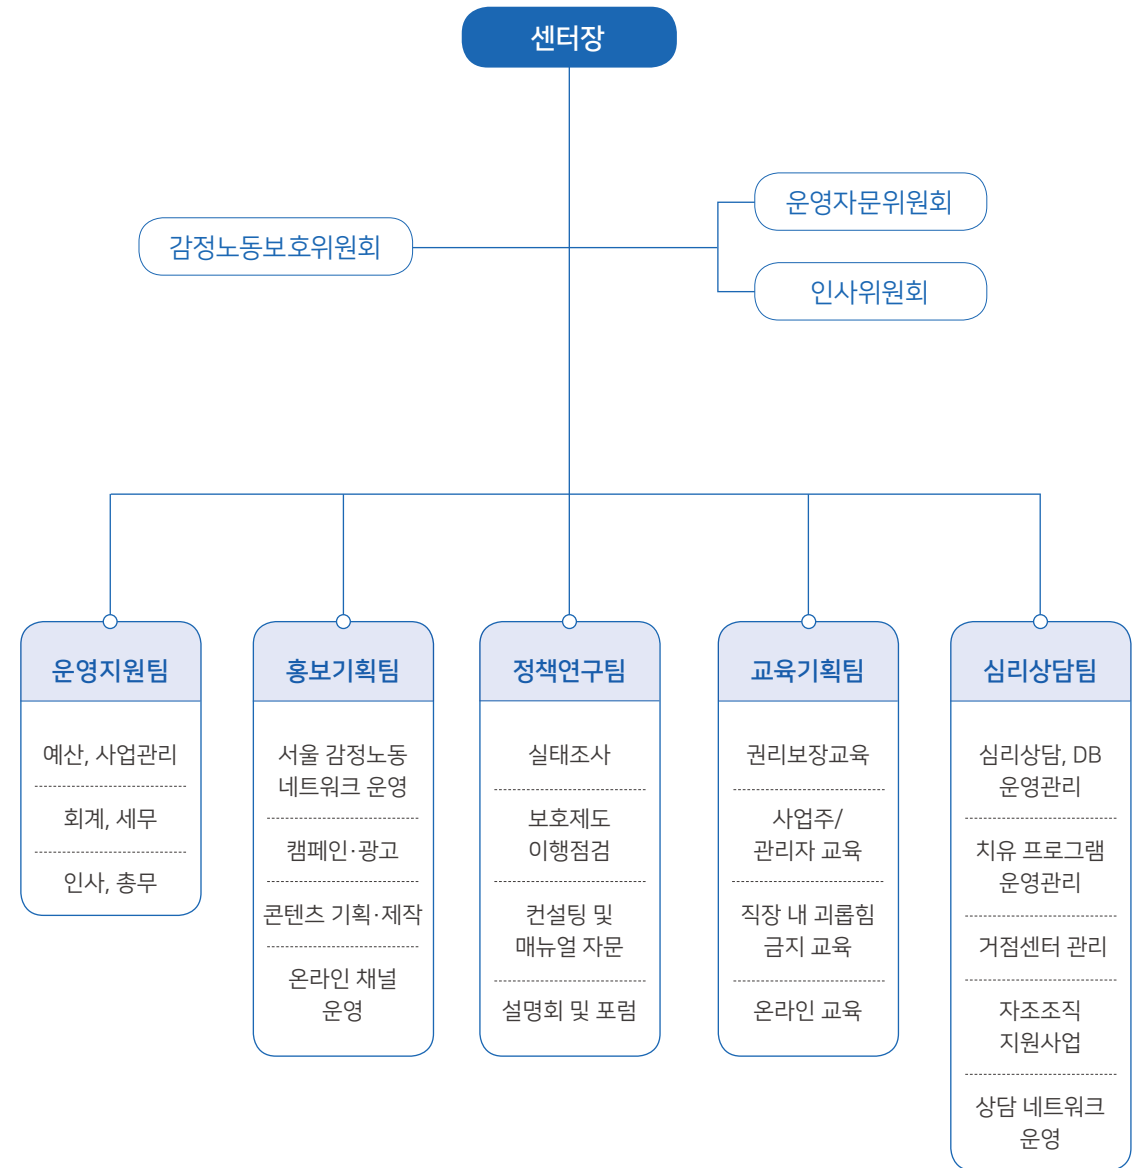 센터장
운영자문위원회
감정노동보호위원회
인사위원회
운영지원팀
예산, 사업관리
회계, 세무
인사, 총무
홍보기획팀
서울 감정노동
네트워크 운영
캠페인·광고
콘텐츠 기획·제작
온라인 채널
운영
정책연구팀
실태조사
보호제도
이행점검
컨설팅 및
매뉴얼 자문
설명회 및 포럼
교육기획팀
권리보장교육
사업주/
관리자 교육
직장 내 괴롭힘
금지 교육
온라인 교육
심리상담팀
심리상담, DB
운영관리
치유 프로그램
운영관리
거점센터 관리
자조조직
지원사업
상담 네트워크
운영